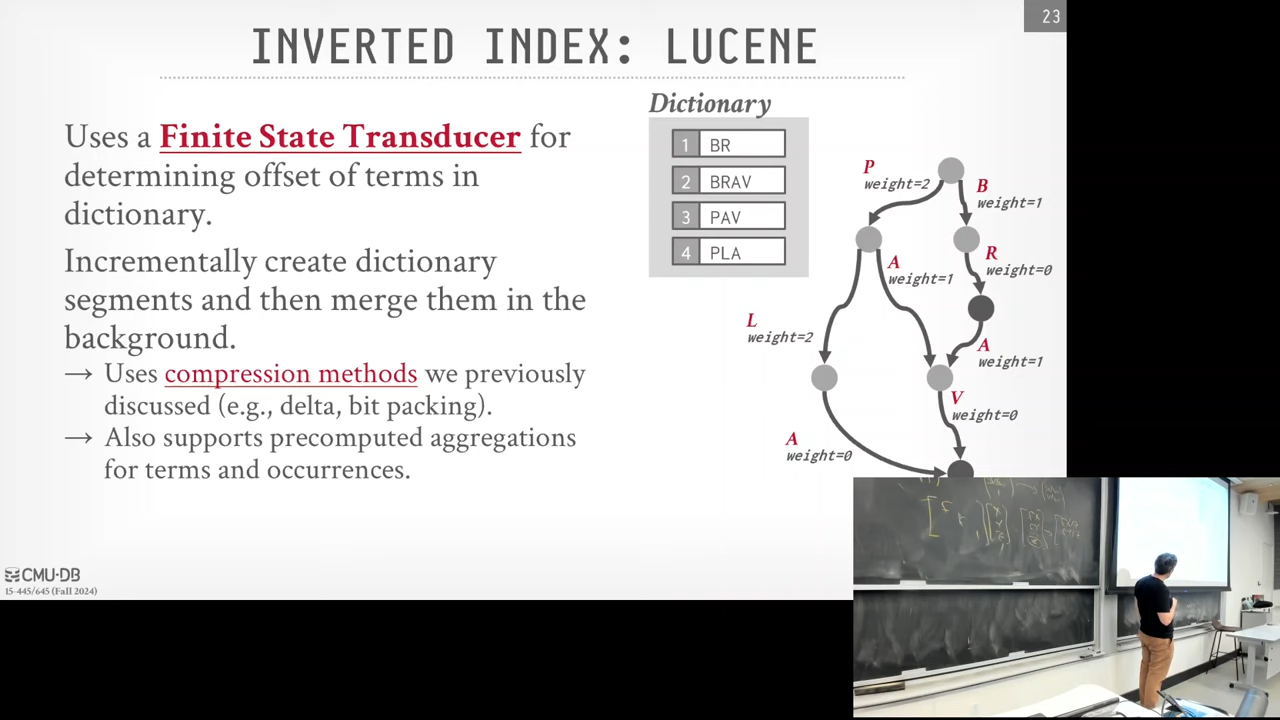 23
INVERTED INDEX: LUCENE
Uses a Finite State Transducer for
determining offset of terms in
dictionary.
Incrementally create dictionary
segments and then merge them in the
background.
→ Uses compression methods we previously
discussed (e.g., delta, bit packing).
→ Also supports precomputed aggregations
for terms and occurrences.
Dictionary
1 BR
2 BRAV
3 PAV
4 PLA
P
weight=2
B
weight=1
R
weight=0
A
weight=1
L
weight=2
A
weight=1
V
weight=0
A
weight=0
CMU·DB
15-445/645 (Fall 2024)